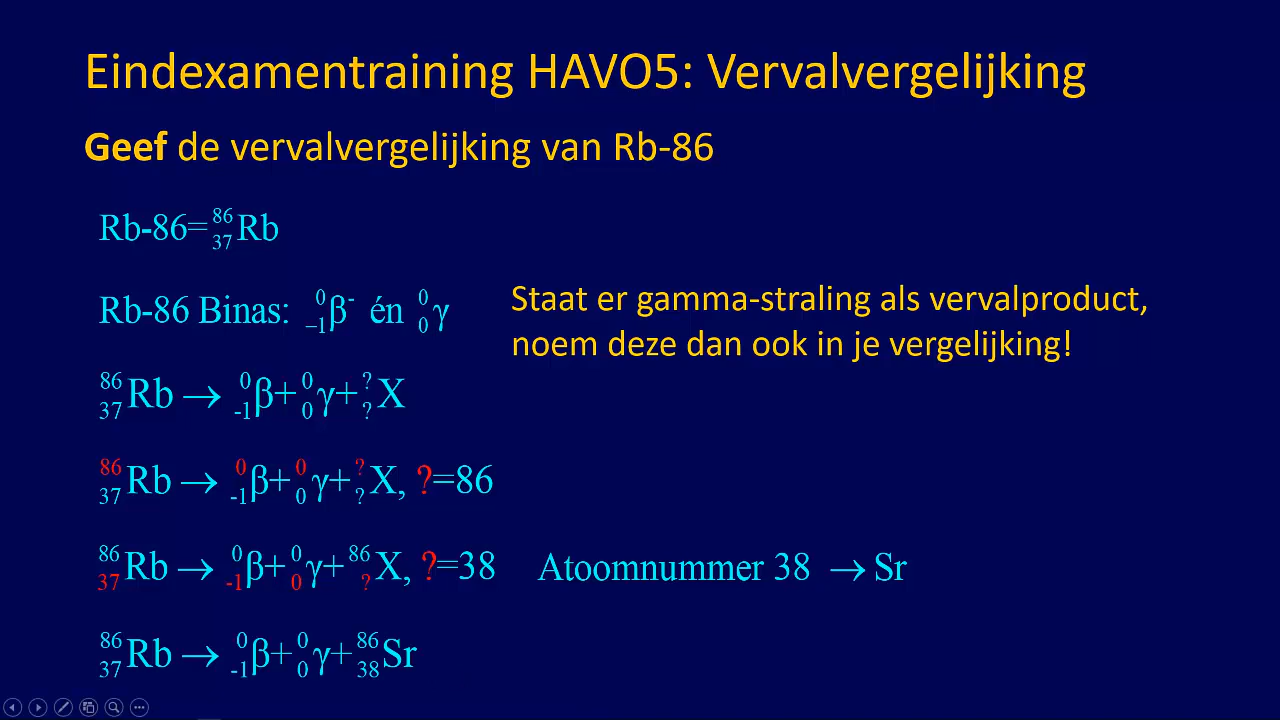 Eindexamentraining HAVO5: Vervalvergelijking
Geef de vervalvergelijking van Rb-86
Rb-86=⁸⁶₃₇Rb
Rb-86 Binas: ⁰₋₁β⁻ én ⁰₀γ
Staat er gamma-straling als vervalproduct,
noem deze dan ook in je vergelijking!
⁸⁶₃₇Rb → ⁰₋₁β+⁰₀γ+^?_?X
⁸⁶₃₇Rb → ⁰₋₁β+⁰₀γ+^?_?X, ?=86
⁸⁶₃₇Rb → ⁰₋₁β+⁰₀γ+⁸⁶_?X, ?=38 Atoomnummer 38 → Sr
⁸⁶₃₇Rb → ⁰₋₁β+⁰₀γ+⁸⁶₃₈Sr